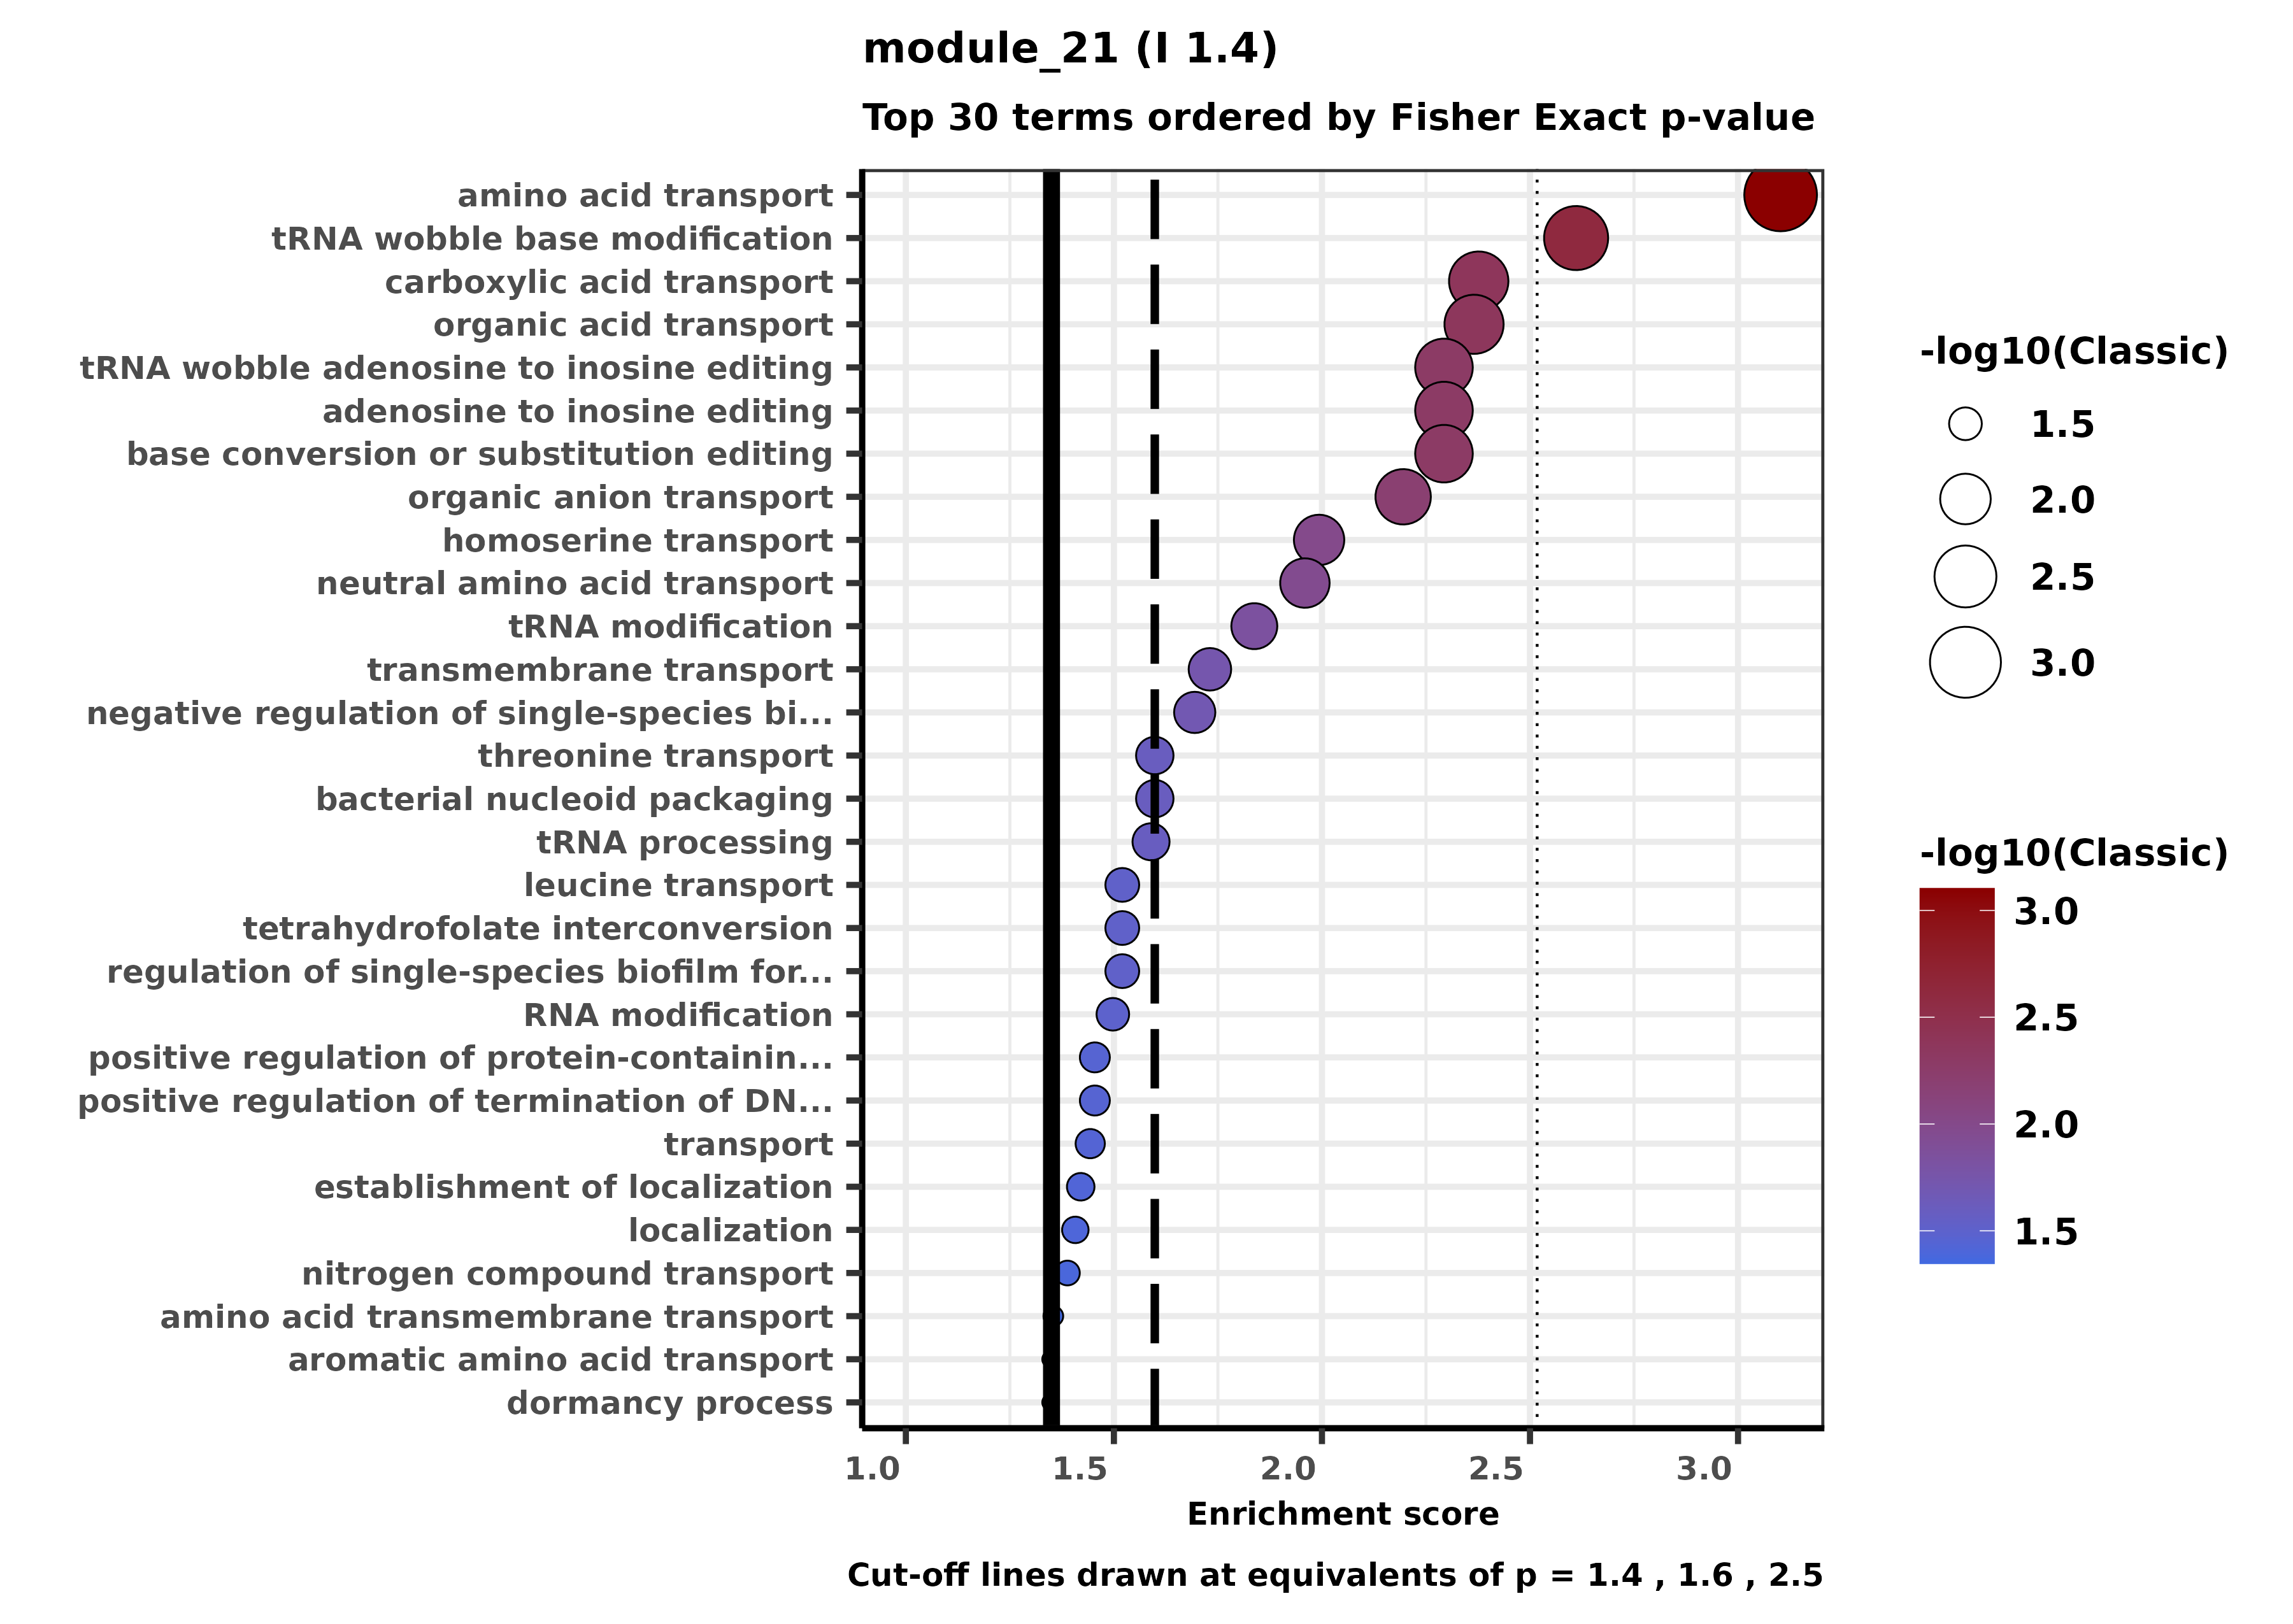 module_21 (I 1.4)
Top 30 terms ordered by Fisher Exact p-value
amino acid transport
tRNA wobble base modification
carboxylic acid transport
organic acid transport
tRNA wobble adenosine to inosine editing
adenosine to inosine editing
base conversion or substitution editing
organic anion transport
homoserine transport
neutral amino acid transport
tRNA modification
transmembrane transport
negative regulation of single-species bi...
threonine transport
bacterial nucleoid packaging
tRNA processing
leucine transport
tetrahydrofolate interconversion
regulation of single-species biofilm for...
RNA modification
positive regulation of protein-containin...
positive regulation of termination of DN...
transport
establishment of localization
localization
nitrogen compound transport
amino acid transmembrane transport
aromatic amino acid transport
dormancy process
1.0 1.5 2.0 2.5 3.0
Enrichment score
Cut-off lines drawn at equivalents of p = 1.4 , 1.6 , 2.5
-log10(Classic)
1.5
2.0
2.5
3.0
-log10(Classic)
3.0
2.5
2.0
1.5